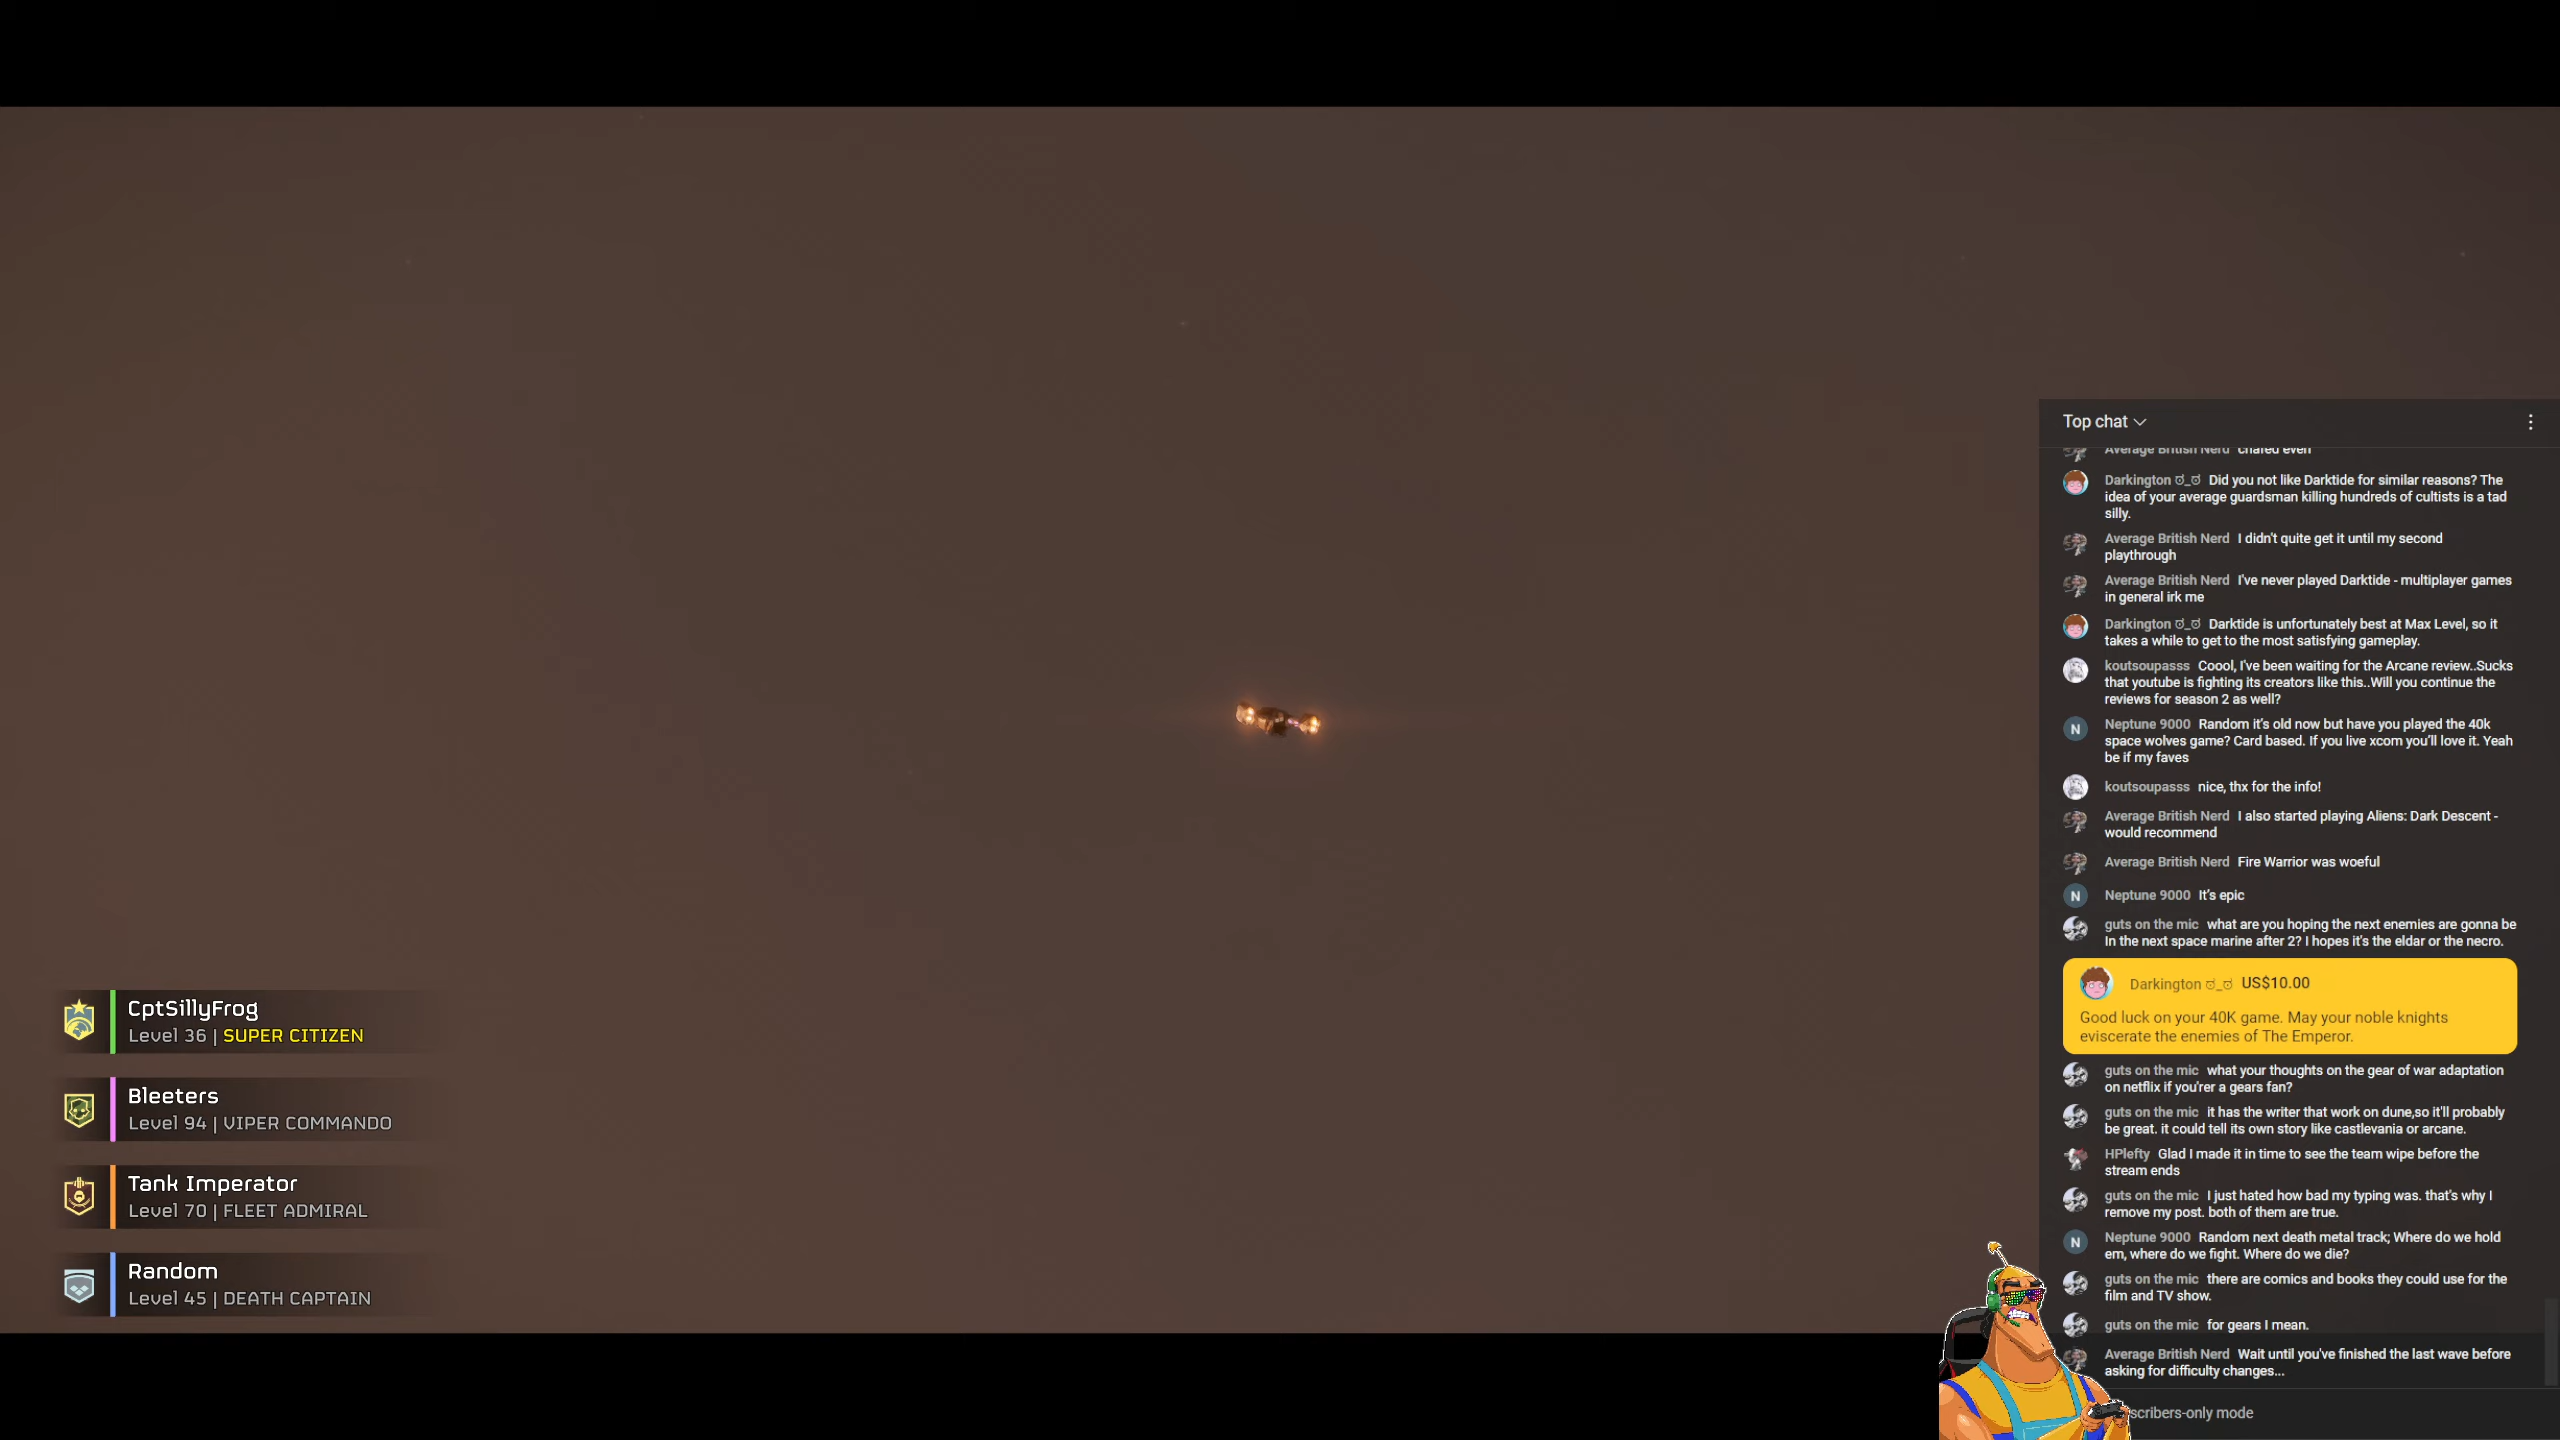 Top chat
Average British Nerd chafed even
Darkington ಠ_ಠ Did you not like Darktide for similar reasons? The
idea of your average guardsman killing hundreds of cultists is a tad
silly.
Average British Nerd I didn't quite get it until my second
playthrough
Average British Nerd I've never played Darktide - multiplayer games
in general irk me
Darkington ಠ_ಠ Darktide is unfortunately best at Max Level, so it
takes a while to get to the most satisfying gameplay.
koutsoupasss Coool, I've been waiting for the Arcane review..Sucks
that youtube is fighting its creators like this..Will you continue the
reviews for season 2 as well?
N Neptune 9000 Random it's old now but have you played the 40k
space wolves game? Card based. If you live xcom you'll love it. Yeah
be if my faves
koutsoupasss nice, thx for the info!
Average British Nerd I also started playing Aliens: Dark Descent -
would recommend
Average British Nerd Fire Warrior was woeful
N Neptune 9000 It's epic
guts on the mic what are you hoping the next enemies are gonna be
In the next space marine after 2? I hopes it's the eldar or the necro.
Darkington ಠ_ಠ US$10.00
Good luck on your 40K game. May your noble knights
eviscerate the enemies of The Emperor.
guts on the mic what your thoughts on the gear of war adaptation
on netflix if you'rer a gears fan?
guts on the mic it has the writer that work on dune,so it'll probably
be great. it could tell its own story like castlevania or arcane.
HPlefty Glad I made it in time to see the team wipe before the
stream ends
guts on the mic I just hated how bad my typing was. that's why I
remove my post. both of them are true.
N Neptune 9000 Random next death metal track; Where do we hold
em, where do we fight. Where do we die?
guts on the mic there are comics and books they could use for the
film and TV show.
guts on the mic for gears I mean.
Average British Nerd Wait until you've finished the last wave before
asking for difficulty changes...
scribers-only mode
CptSillyFrog
Level 36 | SUPER CITIZEN
Bleeters
Level 94 | VIPER COMMANDO
Tank Imperator
Level 70 | FLEET ADMIRAL
Random
Level 45 | DEATH CAPTAIN